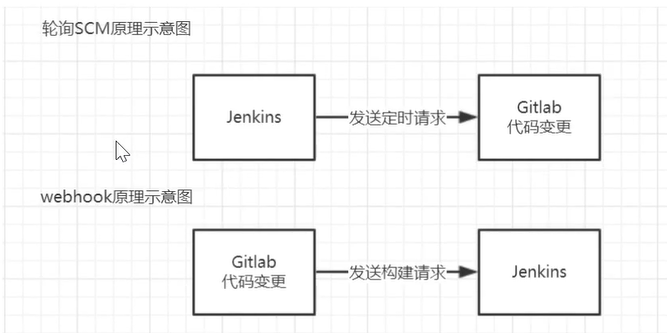 轮询SCM原理示意图
Jenkins
发送定时请求
Gitlab
代码变更
webhook原理示意图
Gitlab
代码变更
发送构建请求
Jenkins